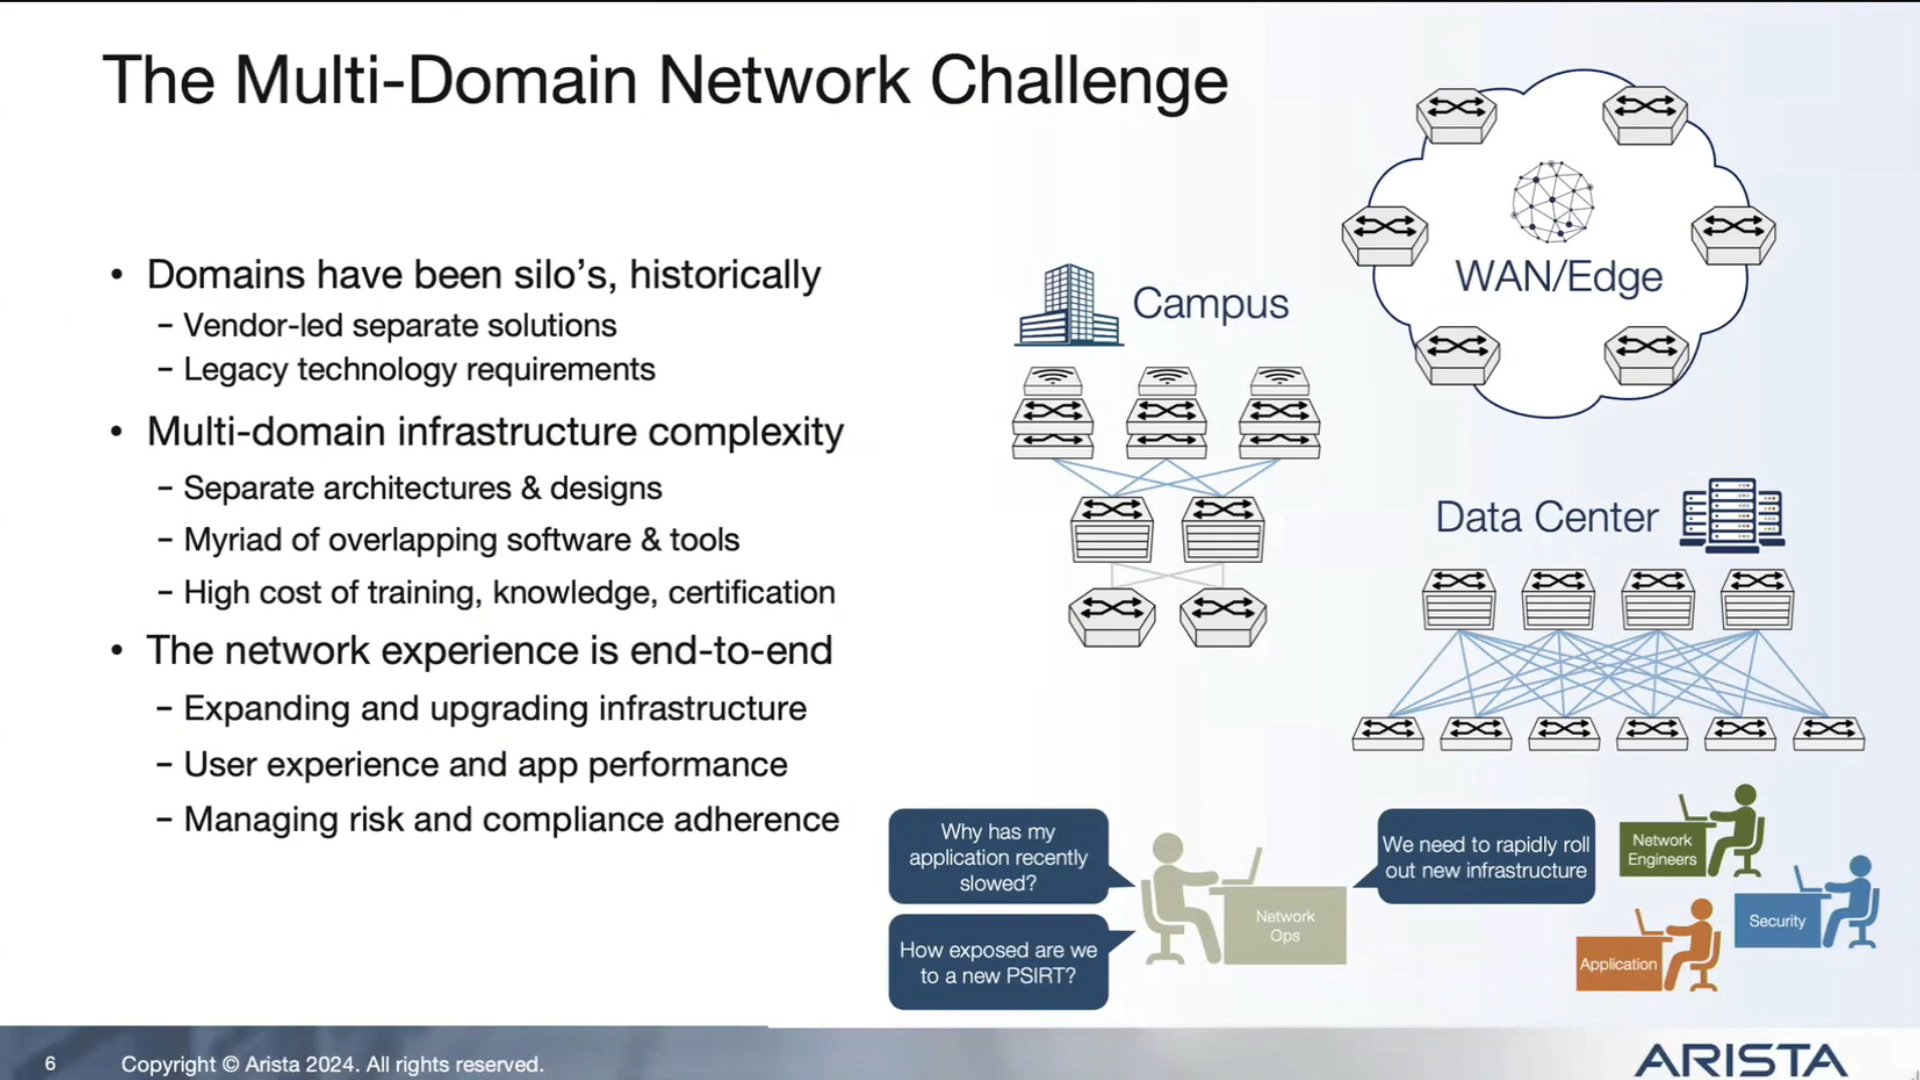 The Multi-Domain Network Challenge
• Domains have been silo's, historically
– Vendor-led separate solutions
– Legacy technology requirements
• Multi-domain infrastructure complexity
– Separate architectures & designs
– Myriad of overlapping software & tools
– High cost of training, knowledge, certification
• The network experience is end-to-end
– Expanding and upgrading infrastructure
– User experience and app performance
– Managing risk and compliance adherence
Campus
WAN/Edge
Data Center
Why has my
application recently
slowed?
How exposed are we
to a new PSIRT?
Network
Ops
We need to rapidly roll
out new infrastructure
Network
Engineers
Security
Application
6
Copyright © Arista 2024. All rights reserved.
ARISTA